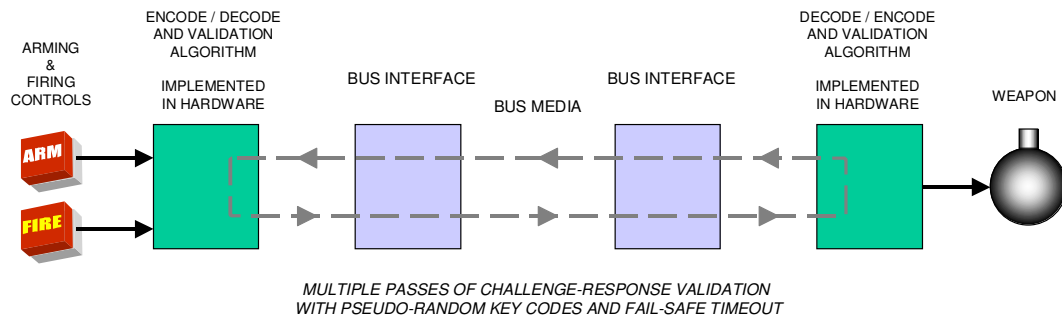 ARMING
&
FIRING
CONTROLS
ARM
FIRE
ENCODE / DECODE
AND VALIDATION
ALGORITHM
IMPLEMENTED
IN HARDWARE
BUS INTERFACE
BUS MEDIA
BUS INTERFACE
DECODE / ENCODE
AND VALIDATION
ALGORITHM
IMPLEMENTED
IN HARDWARE
WEAPON
MULTIPLE PASSES OF CHALLENGE-RESPONSE VALIDATION
WITH PSEUDO-RANDOM KEY CODES AND FAIL-SAFE TIMEOUT